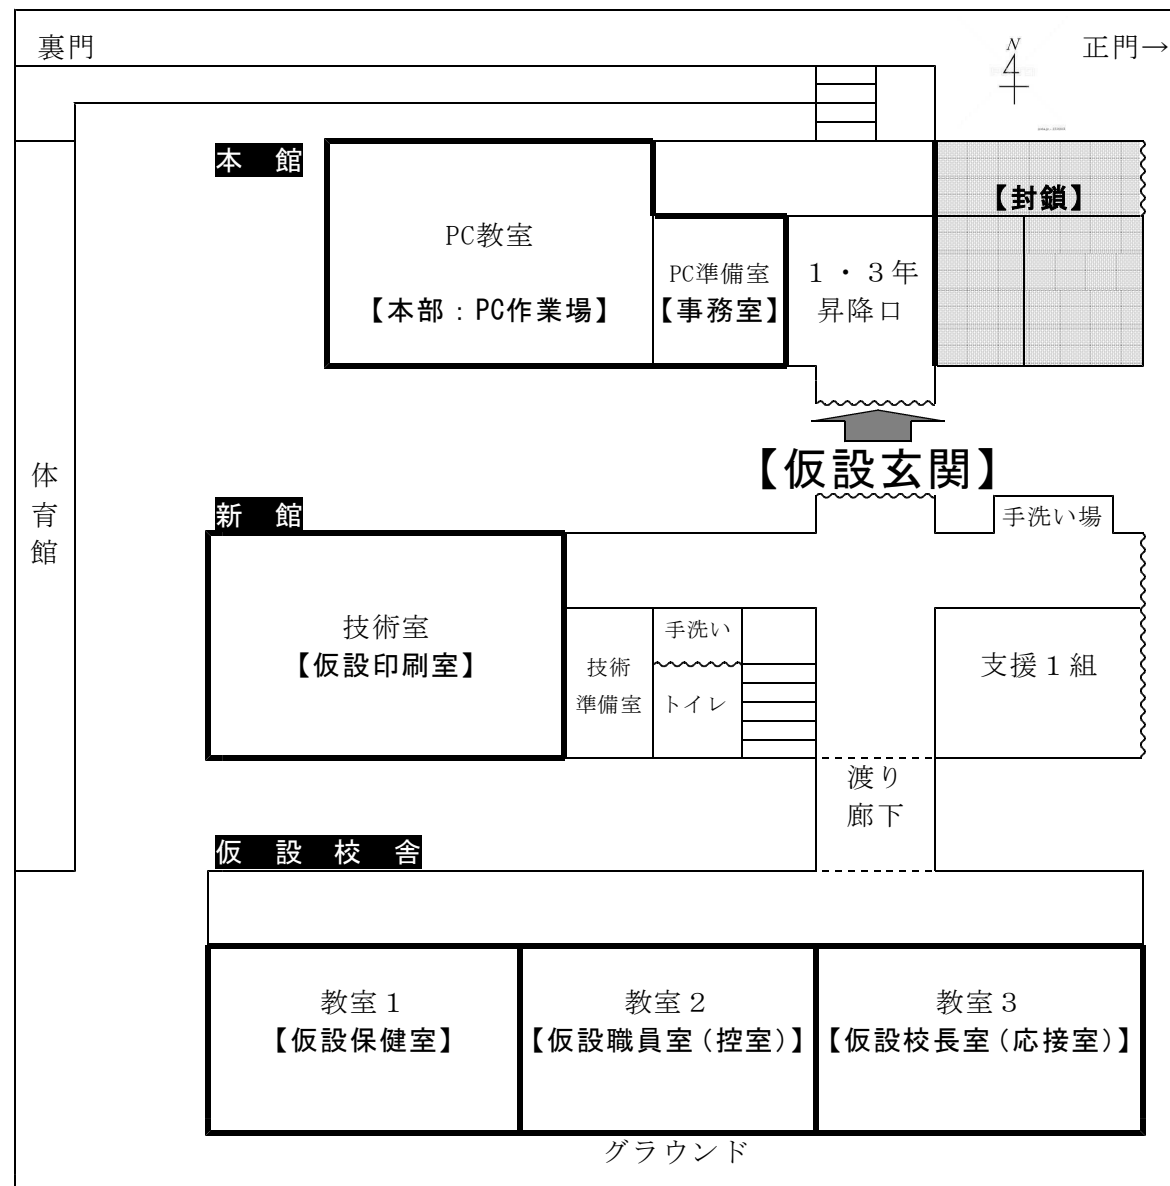 裏門
N
正門→
本　館
【封鎖】
PC教室
【本部：PC作業場】
PC準備室
【事務室】
１・３年
昇降口
【仮設玄関】
体育館
新　館
手洗い場
技術室
【仮設印刷室】
技術
準備室
手洗い
トイレ
支援１組
渡り
廊下
仮　設　校　舎
教室１
【仮設保健室】
教室２
【仮設職員室（控室）】
教室３
【仮設校長室（応接室）】
グラウンド